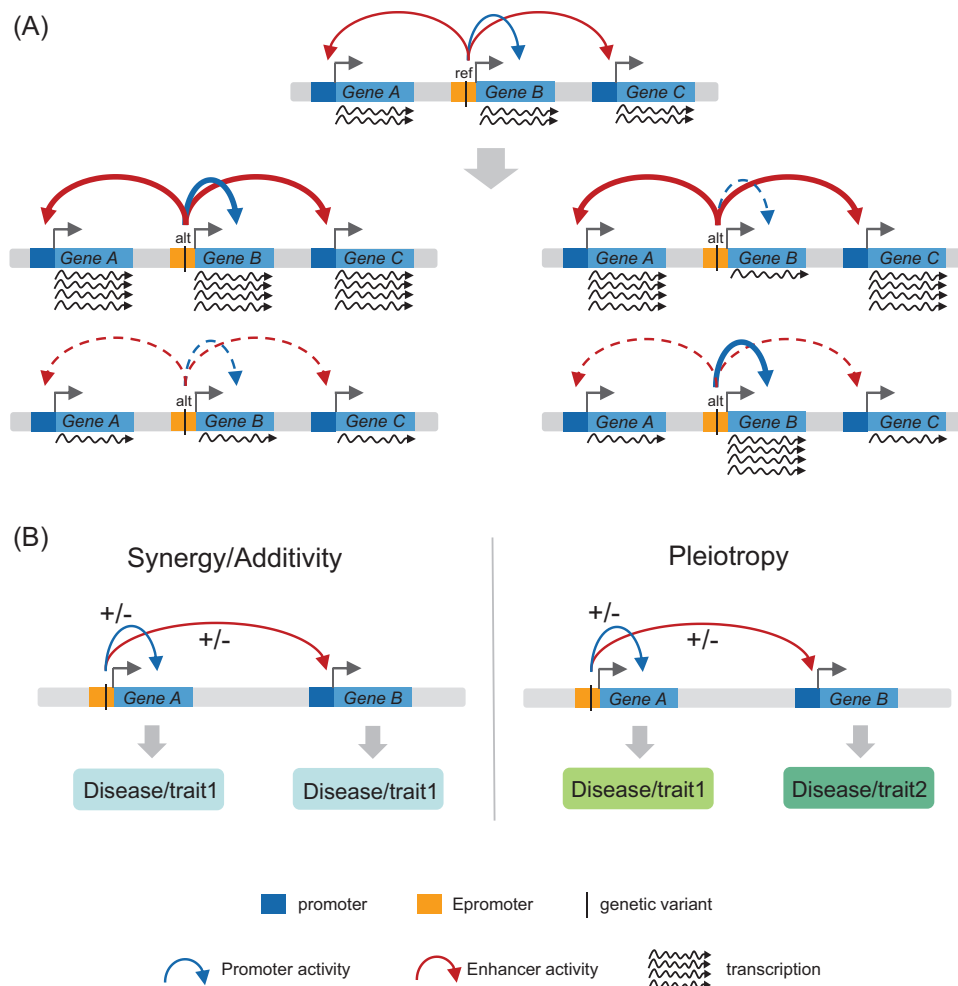 (A)
ref
Gene A
Gene B
Gene C
alt
alt
Gene A
Gene B
Gene C
Gene A
Gene B
Gene C
alt
alt
Gene A
Gene B
Gene C
Gene A
Gene B
Gene C
(B)
Synergy/Additivity
Pleiotropy
+/-
+/-
+/-
+/-
Gene A
Gene B
Gene A
Gene B
Disease/trait1
Disease/trait1
Disease/trait1
Disease/trait2
promoter
Epromoter
genetic variant
Promoter activity
Enhancer activity
transcription